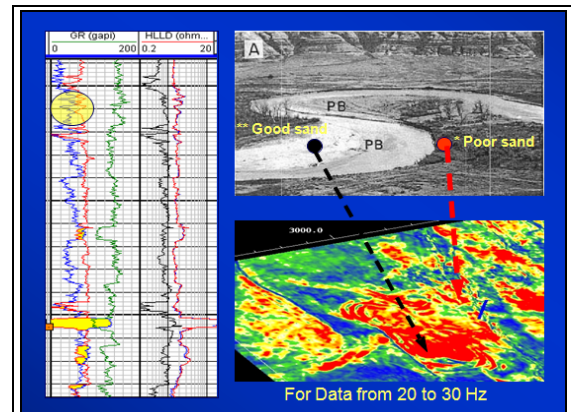 GR (gapi)
HLLD (ohm...
0
200
0.2
20
A
PB
** Good sand
PB
* Poor sand
3000.0
For Data from 20 to 30 Hz